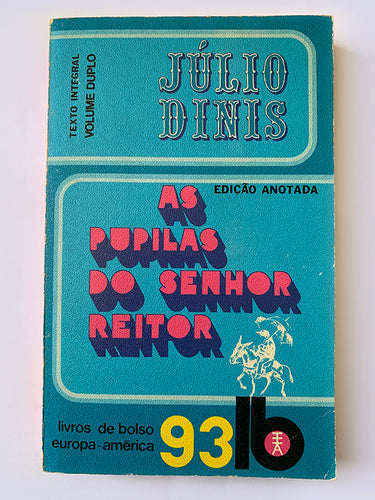 TEXTO INTEGRAL
VOLUME DUPLO
JÚLIO
DINIS
EDIÇÃO ANOTADA
AS
PUPILAS
DO SENHOR
REITOR
livros de bolso
europa-américa
93
lb